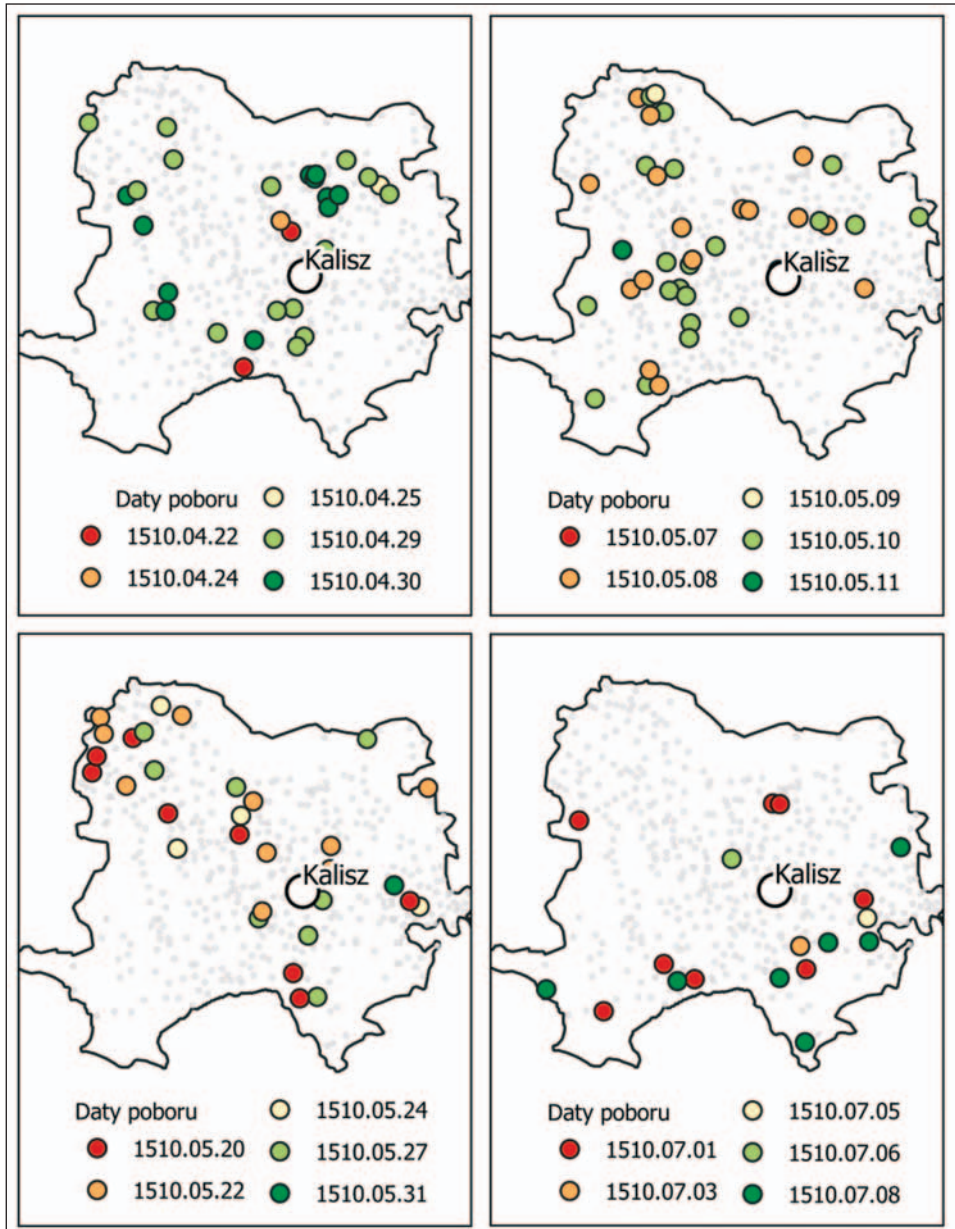 Kalisz
Daty poboru
1510.04.22
1510.04.24
1510.04.25
1510.04.29
1510.04.30
Kalisz
Daty poboru
1510.05.07
1510.05.08
1510.05.09
1510.05.10
1510.05.11
Kalisz
Daty poboru
1510.05.20
1510.05.22
1510.05.24
1510.05.27
1510.05.31
Kalisz
Daty poboru
1510.07.01
1510.07.03
1510.07.05
1510.07.06
1510.07.08